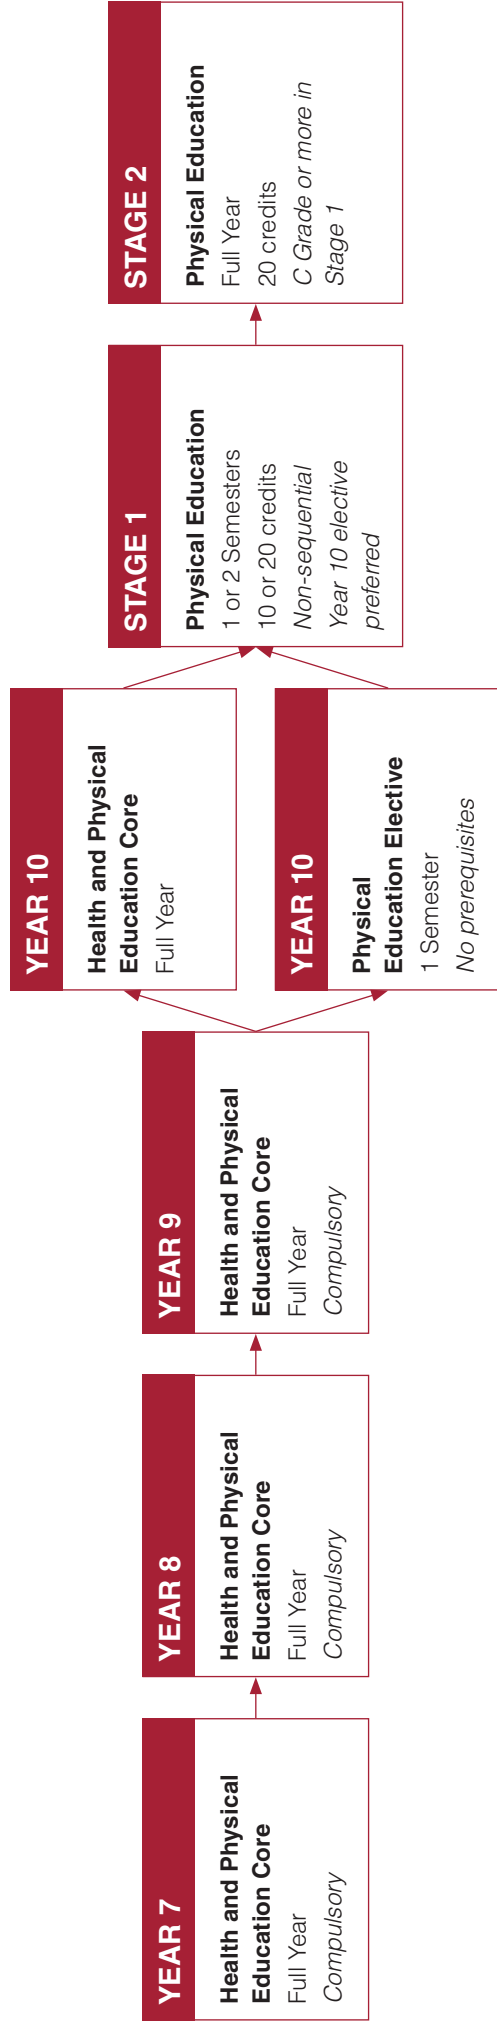 YEAR 7
Health and Physical
Education Core
Full Year
Compulsory
YEAR 8
Health and Physical
Education Core
Full Year
Compulsory
YEAR 9
Health and Physical
Education Core
Full Year
Compulsory
YEAR 10
Health and Physical
Education Core
Full Year
YEAR 10
Physical
Education Elective
1 Semester
No prerequisites
STAGE 1
Physical Education
1 or 2 Semesters
10 or 20 credits
Non-sequential
Year 10 elective
preferred
STAGE 2
Physical Education
Full Year
20 credits
C Grade or more in
Stage 1